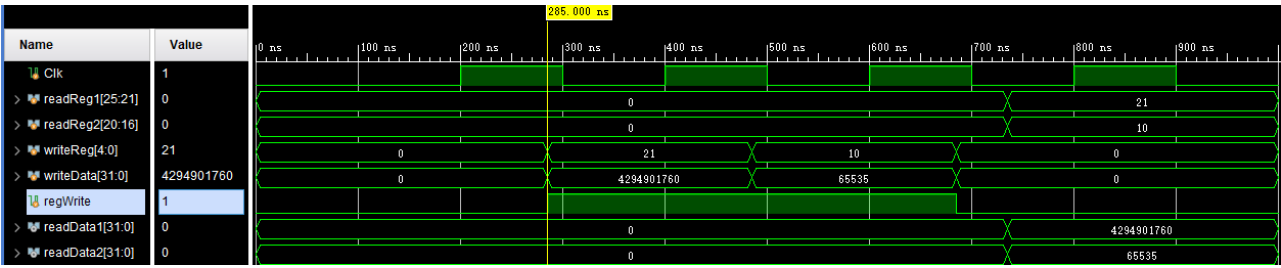 285.000 ns
Name Value
0 ns 100 ns 200 ns 300 ns 400 ns 500 ns 600 ns 700 ns 800 ns 900 ns
Clk 1
readReg1[25:21] 0 0 21
readReg2[20:16] 0 0 10
writeReg[4:0] 21 0 21 10 0
writeData[31:0] 4294901760 0 4294901760 65535 0
regWrite 1
readData1[31:0] 0 0 4294901760
readData2[31:0] 0 0 65535